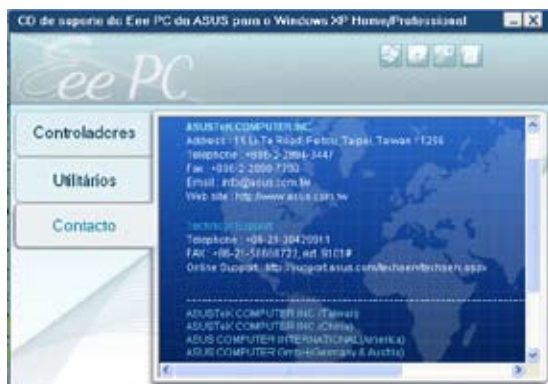 CD de suporte do Eee PC da ASUS para o Windows XP Home/Professional
Eee PC
Controladores
Utilitários
Contacto
ASUSTeK COMPUTER INC.
Address : 15 Li-Te Road, Peitou, Taipei, Taiwan 11259
Telephone : +886-2-2894-3447
Fax : +886-2-2890-7798
Email : info@asus.com.tw
Web site : http://www.asus.com.tw
Technical Support
Telephone : +86-21-38429911
FAX : +86-21-58668722, ext. 9101#
Online Support : http://support.asus.com/techserv/techserv.aspx
ASUSTeK COMPUTER INC. (Taiwan)
ASUSTeK COMPUTER INC. (China)
ASUS COMPUTER INTERNATIONAL(America)
ASUS COMPUTER GmbH(Germany & Austria)